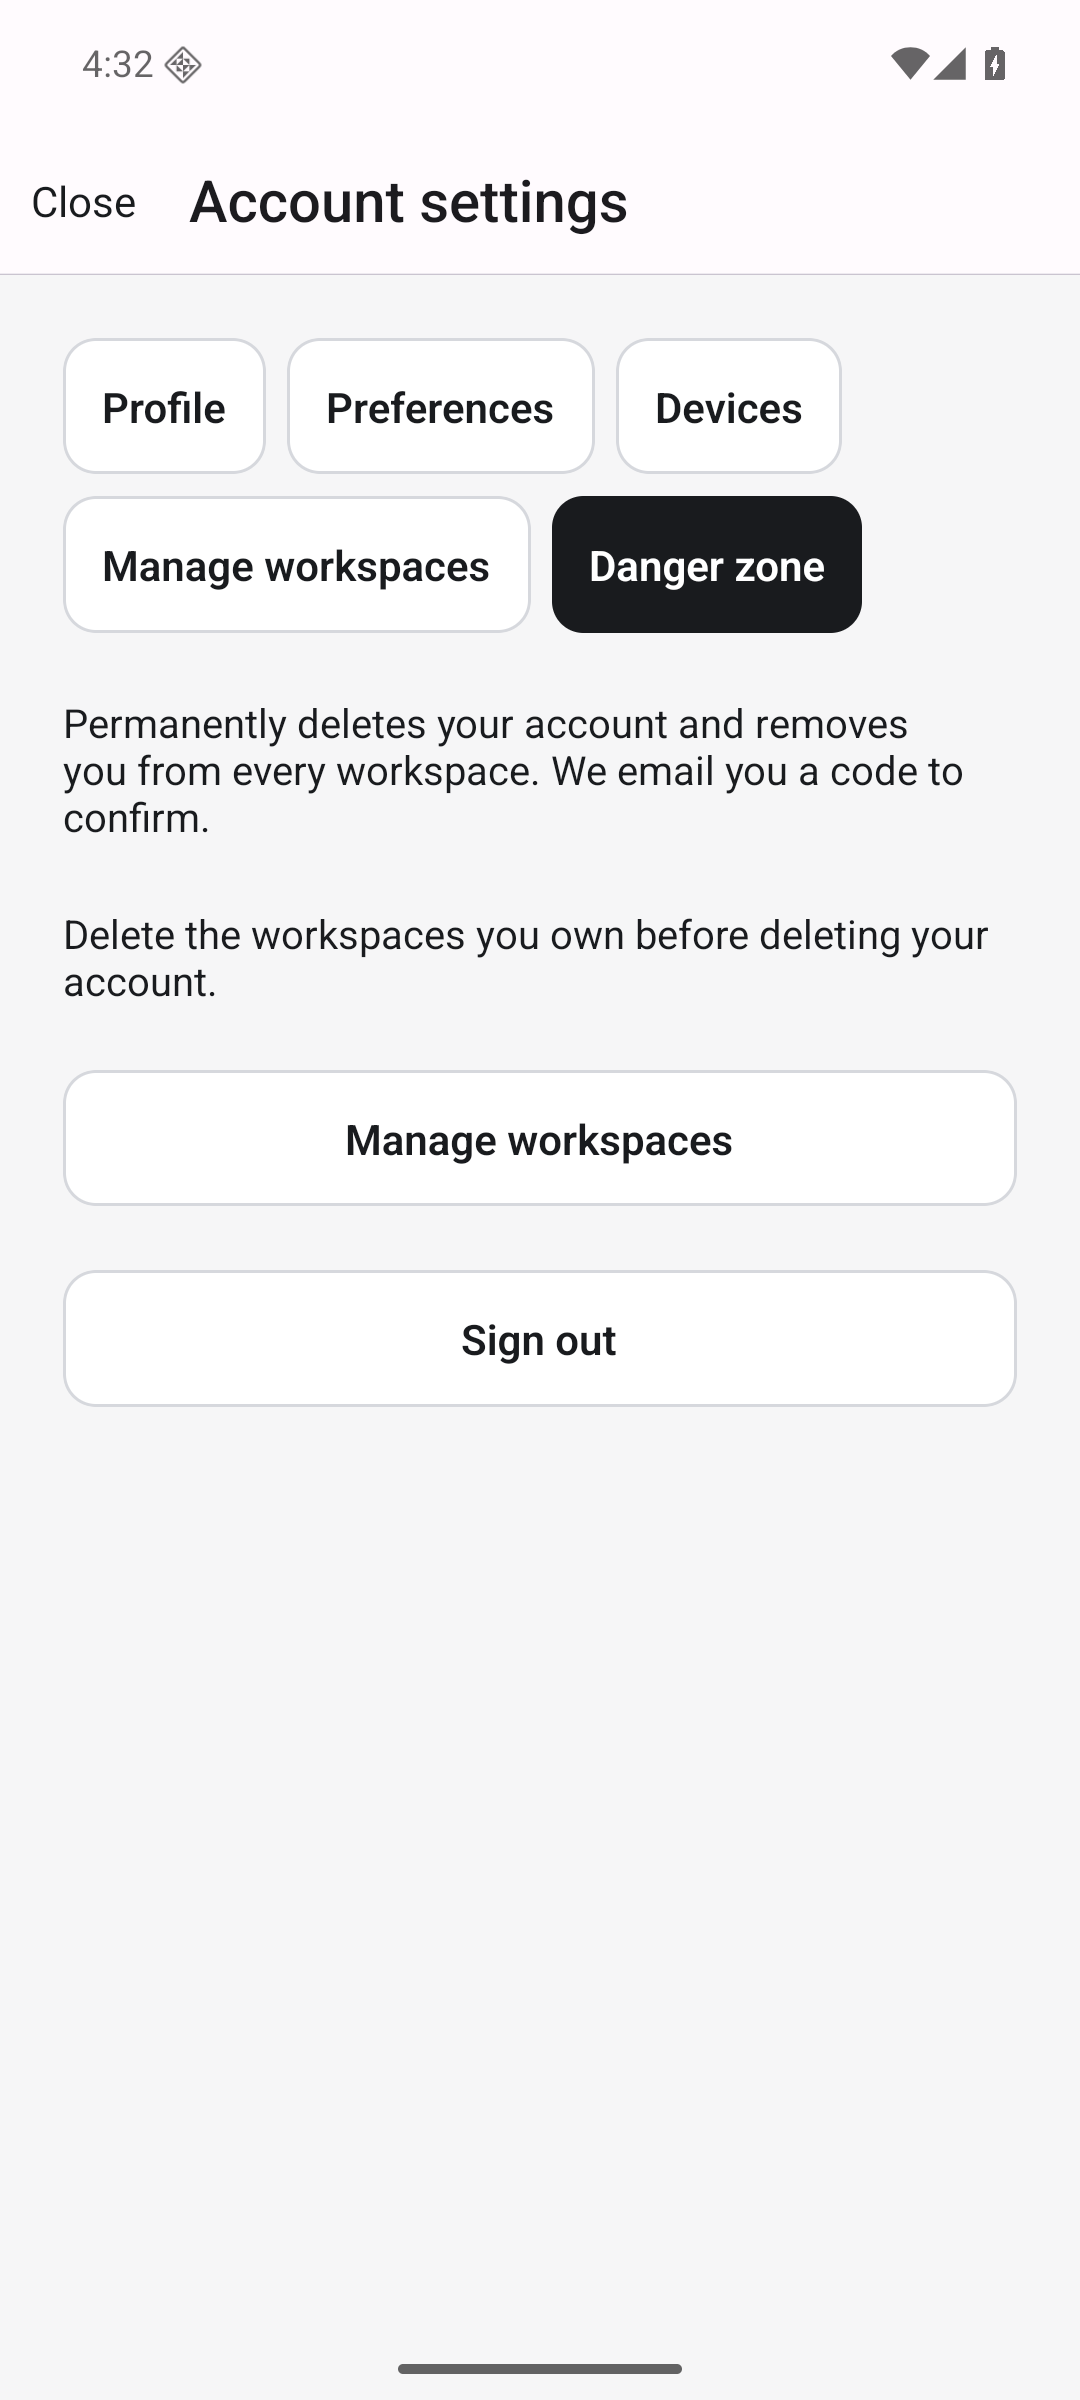 4:32
Close Account settings
Profile Preferences Devices
Manage workspaces Danger zone
Permanently deletes your account and removes
you from every workspace. We email you a code to
confirm.
Delete the workspaces you own before deleting your
account.
Manage workspaces
Sign out